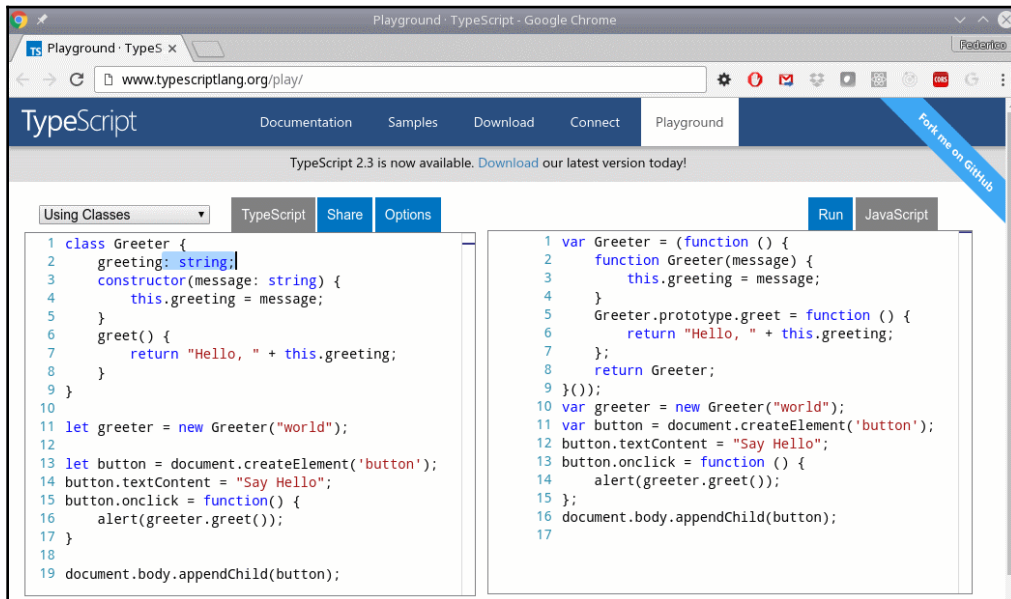 Playground · TypeScript - Google Chrome
TS Playground · TypeS ×
Federico
www.typescriptlang.org/play/
CORS
TypeScript
Documentation Samples Download Connect Playground
Fork me on GitHub
TypeScript 2.3 is now available. Download our latest version today!
Using Classes TypeScript Share Options
1 class Greeter {
2     greeting: string;
3     constructor(message: string) {
4         this.greeting = message;
5     }
6     greet() {
7         return "Hello, " + this.greeting;
8     }
9 }
10
11 let greeter = new Greeter("world");
12
13 let button = document.createElement('button');
14 button.textContent = "Say Hello";
15 button.onclick = function() {
16     alert(greeter.greet());
17 }
18
19 document.body.appendChild(button);
Run JavaScript
1 var Greeter = (function () {
2     function Greeter(message) {
3         this.greeting = message;
4     }
5     Greeter.prototype.greet = function () {
6         return "Hello, " + this.greeting;
7     };
8     return Greeter;
9 }());
10 var greeter = new Greeter("world");
11 var button = document.createElement('button');
12 button.textContent = "Say Hello";
13 button.onclick = function () {
14     alert(greeter.greet());
15 };
16 document.body.appendChild(button);
17